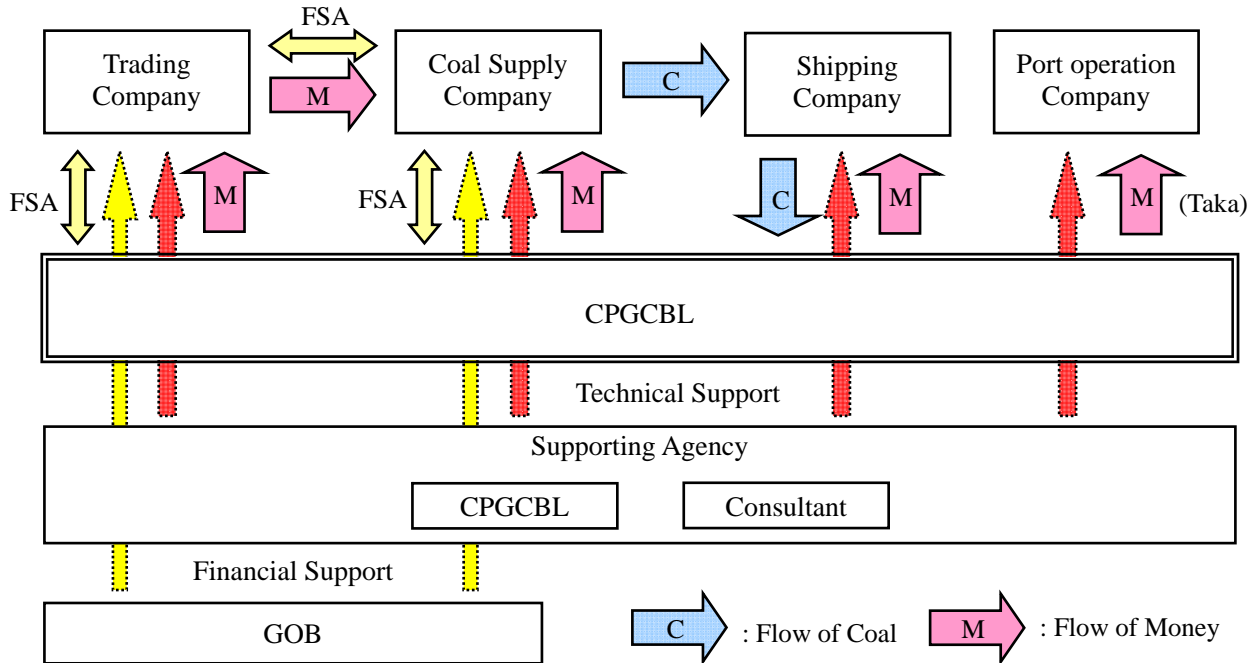 FSA
Trading
Company
M
Coal Supply
Company
C
Shipping
Company
Port operation
Company
FSA
M
FSA
M
C
M
M
(Taka)
CPGCBL
Technical Support
Supporting Agency
CPGCBL
Consultant
Financial Support
GOB
C
: Flow of Coal
M
: Flow of Money